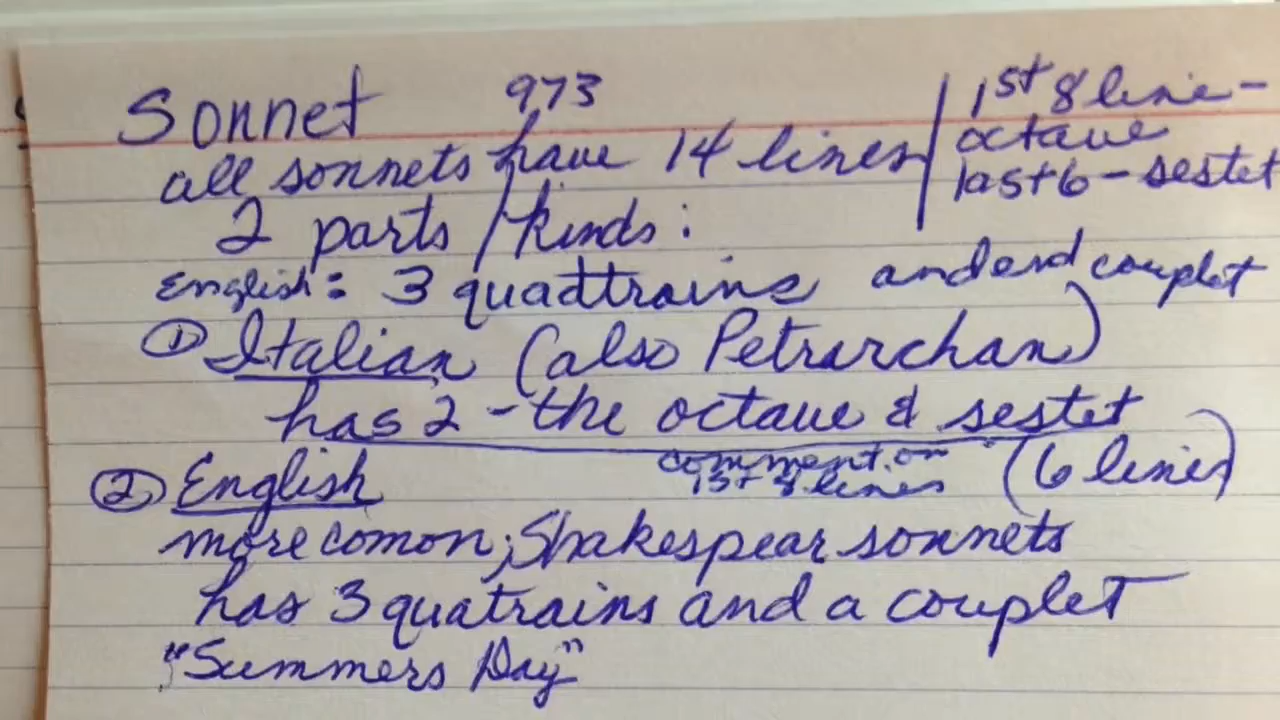 Sonnet 973
1st 8 line -
octave
last 6 - sestet
all sonnets have 14 lines
2 parts / kinds:
English: 3 quadtrains and end couplet
① Italian (also Petrarchan)
has 2 - the octave & sestet
comment on (6 lines)
1st 8 lines
② English
more comon; Shakespear sonnets
has 3 quatrains and a couplet
"Summers Day"